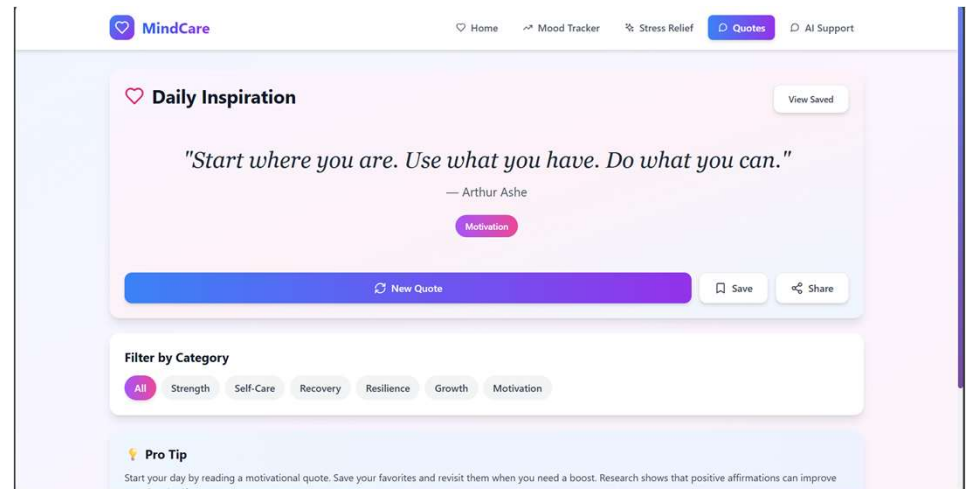 MindCare
Home
Mood Tracker
Stress Relief
Quotes
AI Support
Daily Inspiration
View Saved
"Start where you are. Use what you have. Do what you can."
— Arthur Ashe
Motivation
New Quote
Save
Share
Filter by Category
All
Strength
Self-Care
Recovery
Resilience
Growth
Motivation
Pro Tip
Start your day by reading a motivational quote. Save your favorites and revisit them when you need a boost. Research shows that positive affirmations can improve